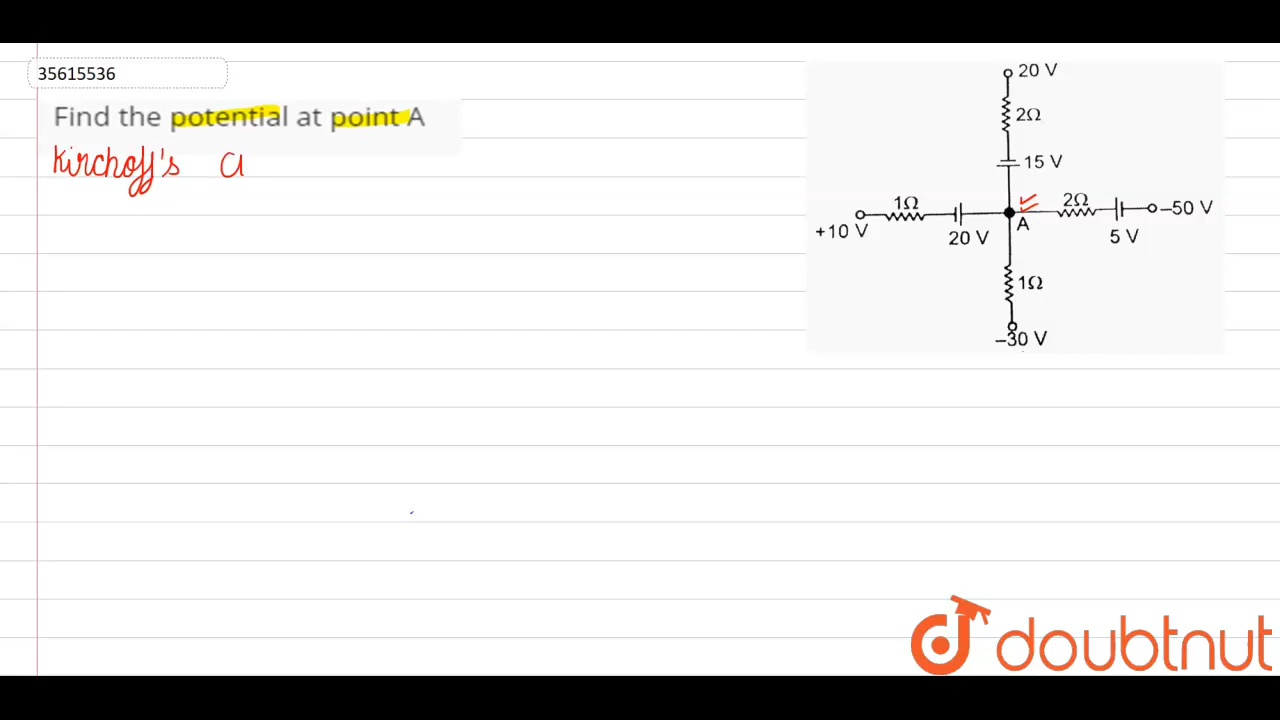 35615536
Find the potential at point A
Kirchoff's a
20 V
2Ω
15 V
1Ω
2Ω
-50 V
A
+10 V
20 V
5 V
1Ω
-30 V
doubtnut